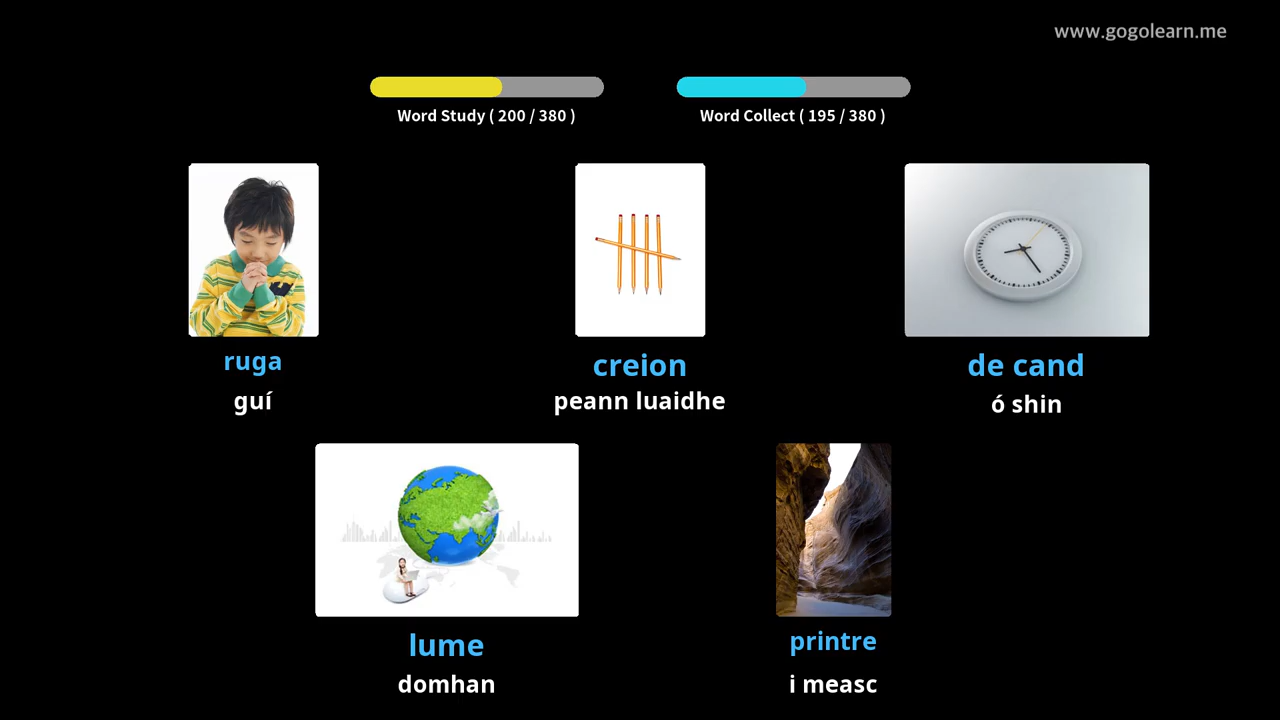 www.gogolearn.me
Word Study ( 200 / 380 )
Word Collect ( 195 / 380 )
ruga
guí
creion
peann luaidhe
de cand
ó shin
lume
domhan
printre
i measc